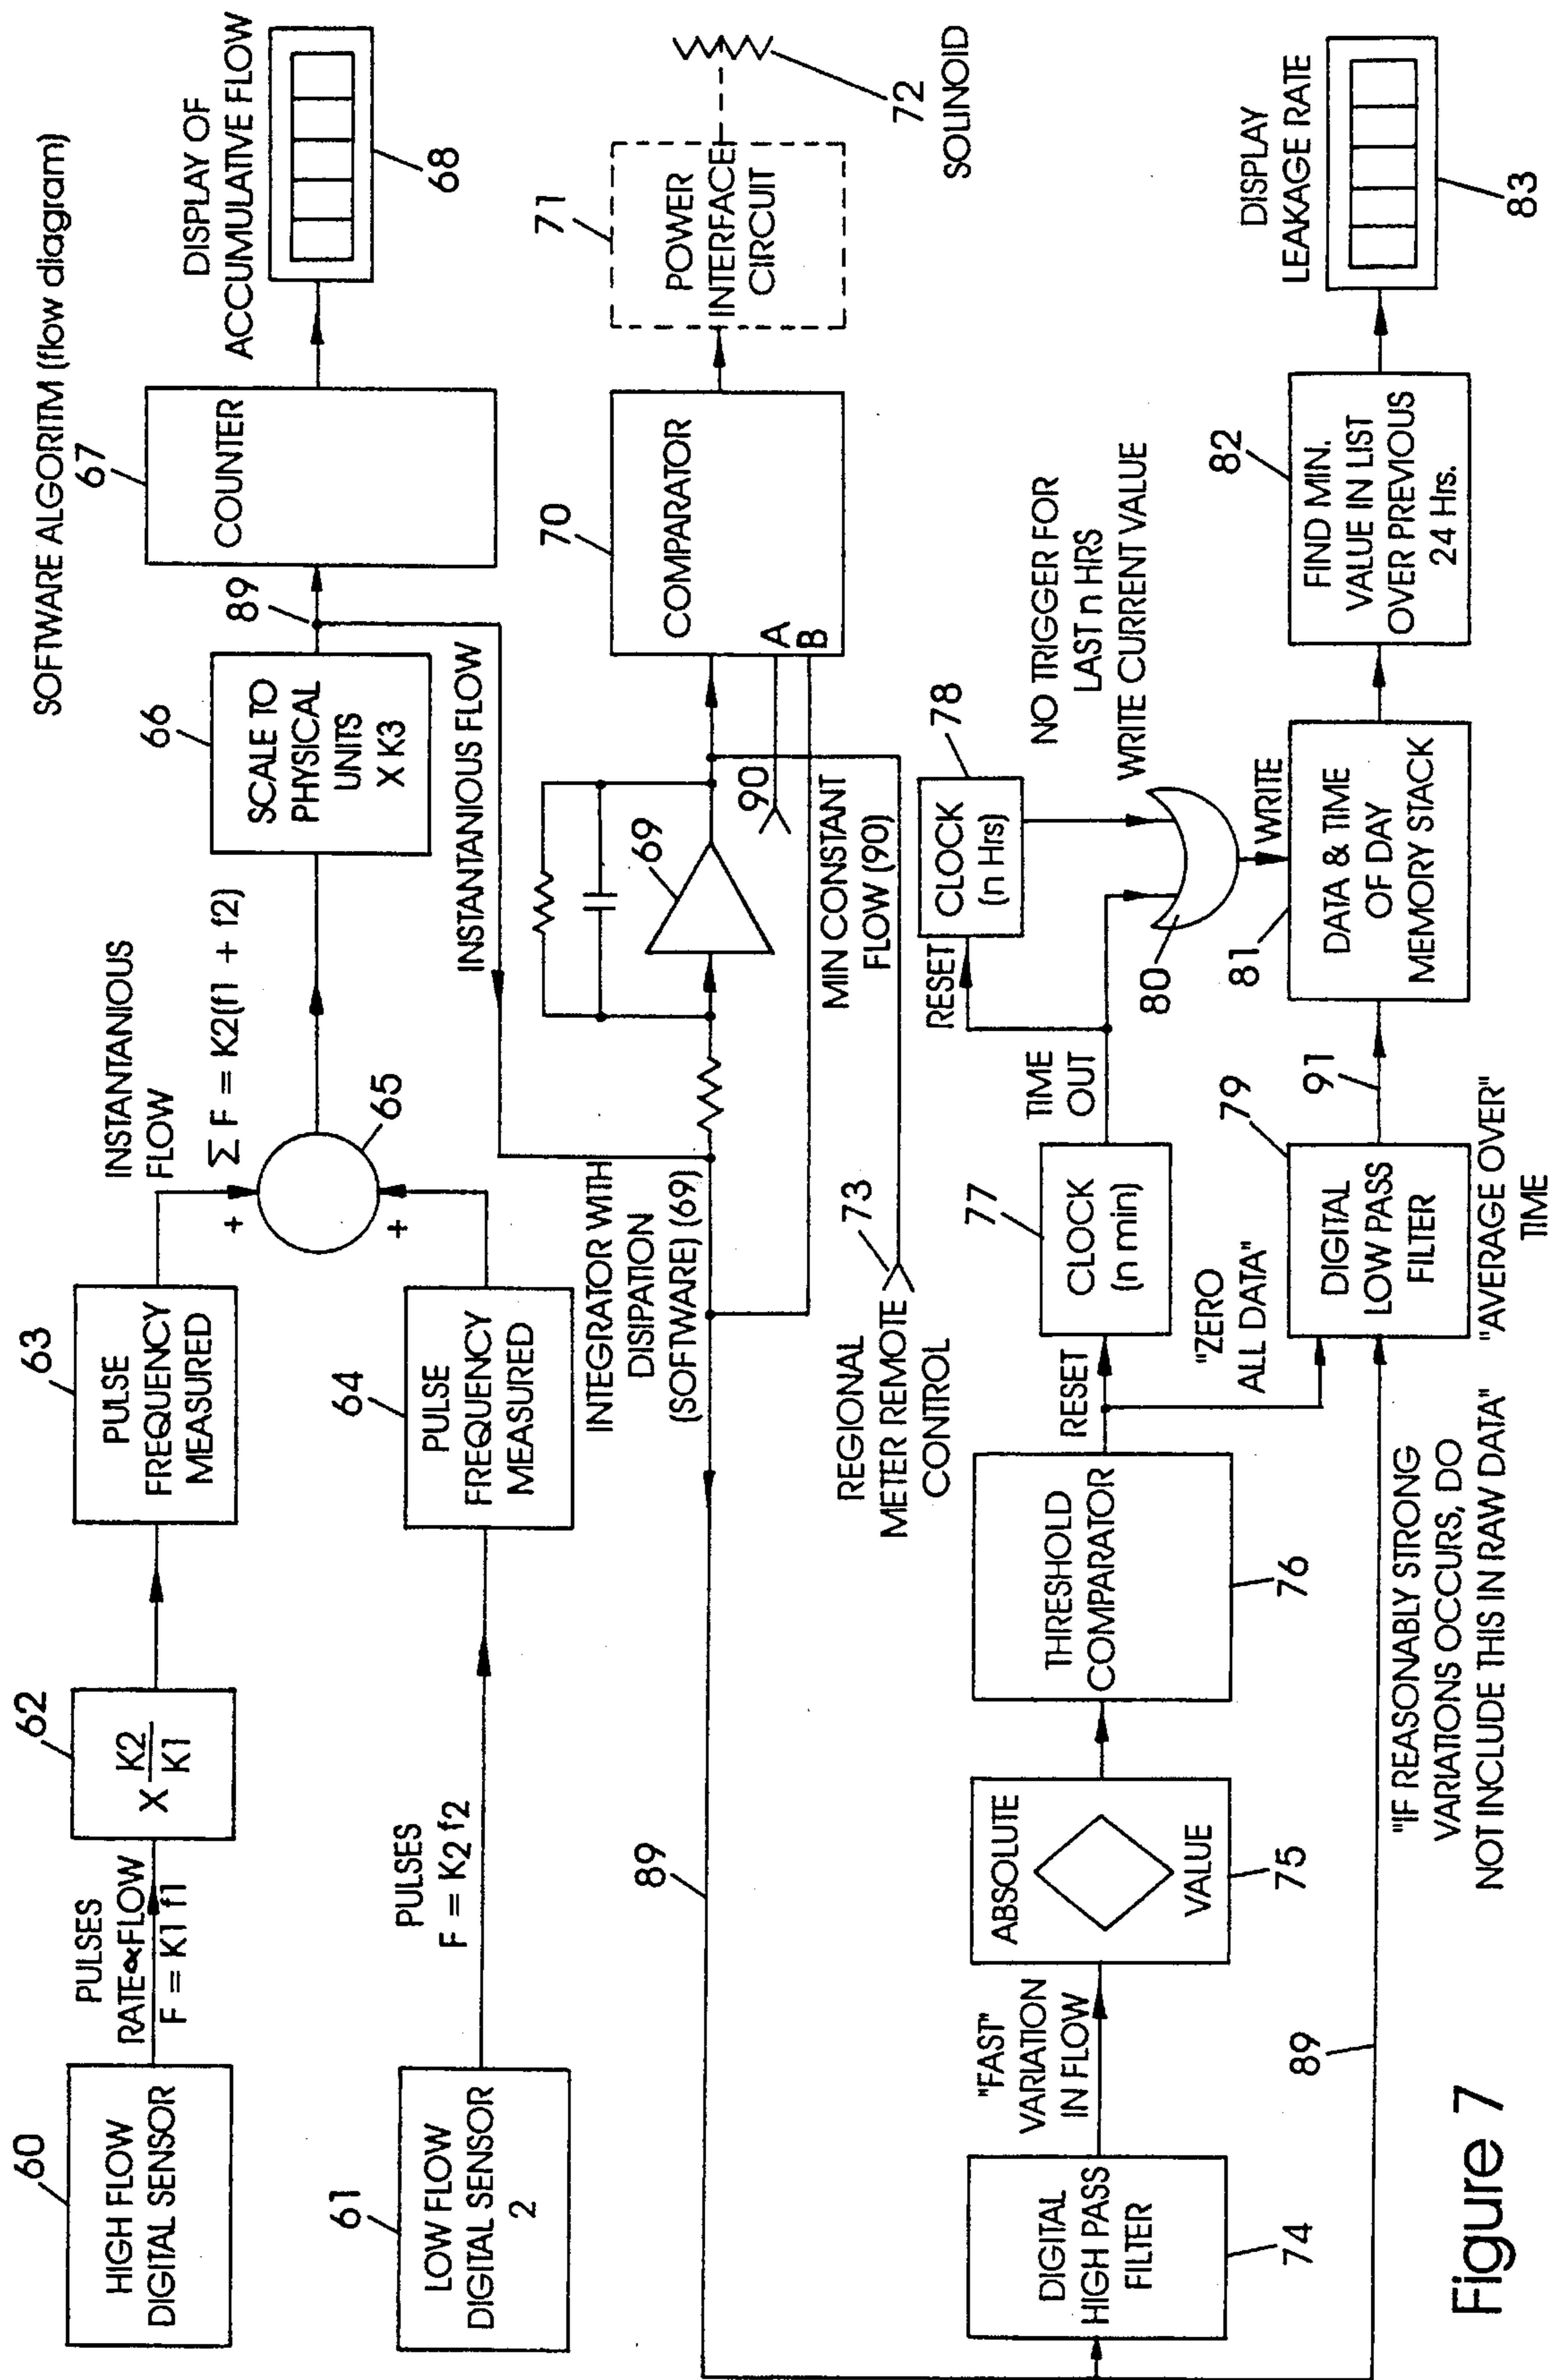 SOFTWARE ALGORITM (flow diagram)
60
HIGH FLOW
DIGITAL SENSOR
PULSES
RATE∝FLOW
F = K1 f1
62
X K2/K1
63
PULSE
FREQUENCY
MEASURED
INSTANTANIOUS
FLOW
∑ F = K2(f1 + f2)
+
+
65
66
SCALE TO
PHYSICAL
UNITS
X K3
89
67
COUNTER
DISPLAY OF
ACCUMULATIVE FLOW
68
61
LOW FLOW
DIGITAL SENSOR
2
PULSES
F = K2 f2
64
PULSE
FREQUENCY
MEASURED
INSTANTANIOUS FLOW
INTEGRATOR WITH
DISIPATION
(SOFTWARE) (69)
69
90
MIN CONSTANT
FLOW (90)
70
COMPARATOR
A
B
71
POWER
INTERFACE
CIRCUIT
72
SOLINOID
89
REGIONAL
METER REMOTE
CONTROL
73
74
DIGITAL
HIGH PASS
FILTER
"FAST"
VARIATION
IN FLOW
ABSOLUTE
VALUE
75
THRESHOLD
COMPARATOR
76
RESET
77
CLOCK
(n min)
"ZERO
ALL DATA"
TIME
OUT
RESET
78
CLOCK
(n Hrs)
NO TRIGGER FOR
LAST n HRS
WRITE CURRENT VALUE
80
WRITE
89
"IF REASONABLY STRONG
VARIATIONS OCCURS, DO
NOT INCLUDE THIS IN RAW DATA"
79
DIGITAL
LOW PASS
FILTER
"AVERAGE OVER"
TIME
91
81
DATA & TIME
OF DAY
MEMORY STACK
82
FIND MIN.
VALUE IN LIST
OVER PREVIOUS
24 Hrs.
DISPLAY
LEAKAGE RATE
83
Figure 7